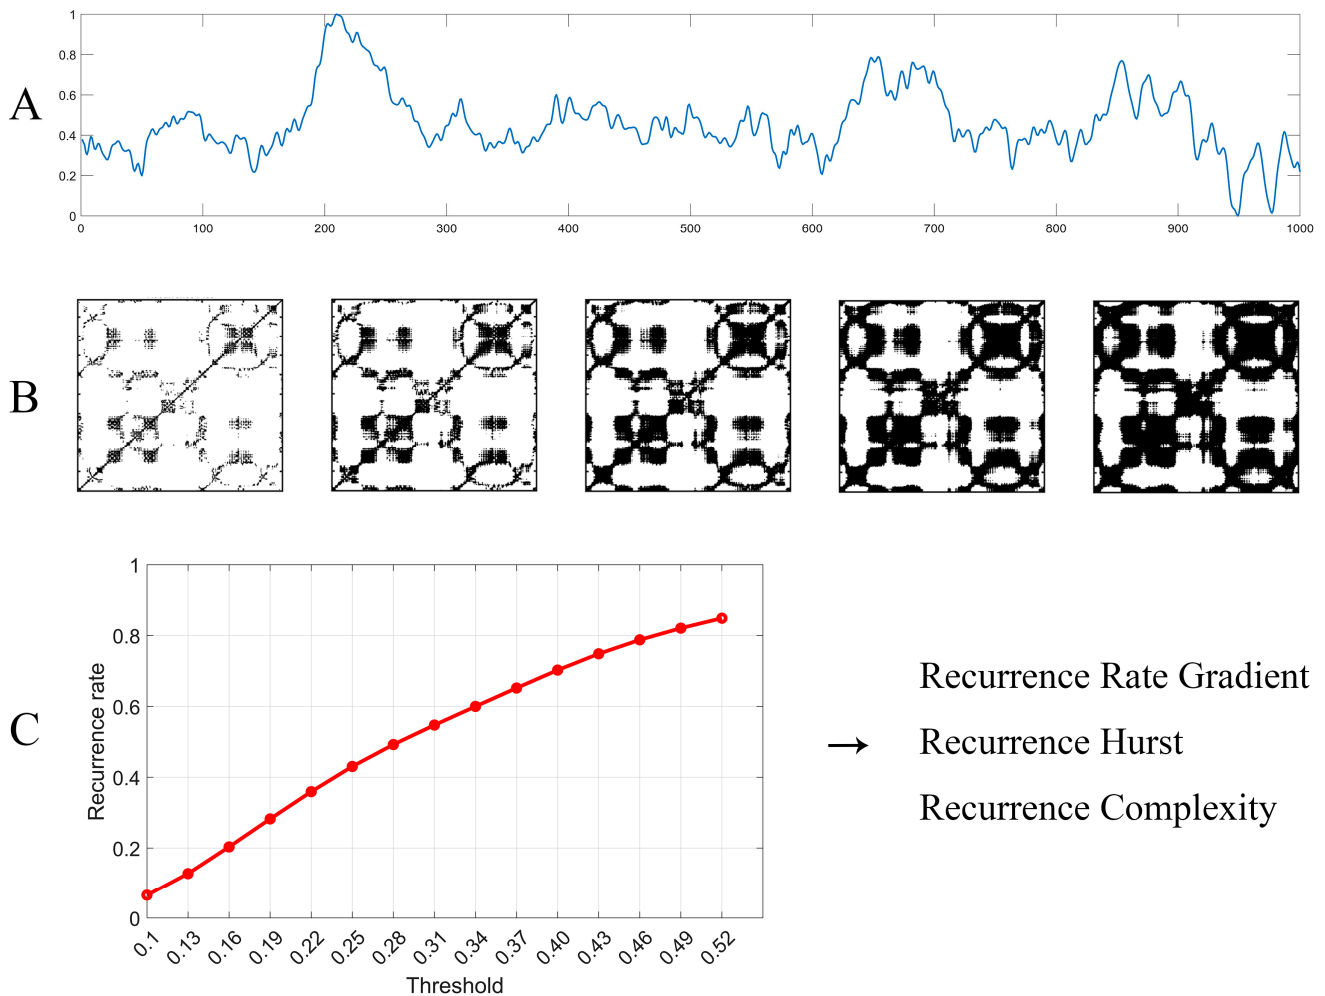 A
1
0.8
0.6
0.4
0.2
0
0 100 200 300 400 500 600 700 800 900 1000
B
C
Recurrence rate
1
0.8
0.6
0.4
0.2
0
0.1 0.13 0.16 0.19 0.22 0.25 0.28 0.31 0.34 0.37 0.40 0.43 0.46 0.49 0.52
Threshold
→
Recurrence Rate Gradient
Recurrence Hurst
Recurrence Complexity